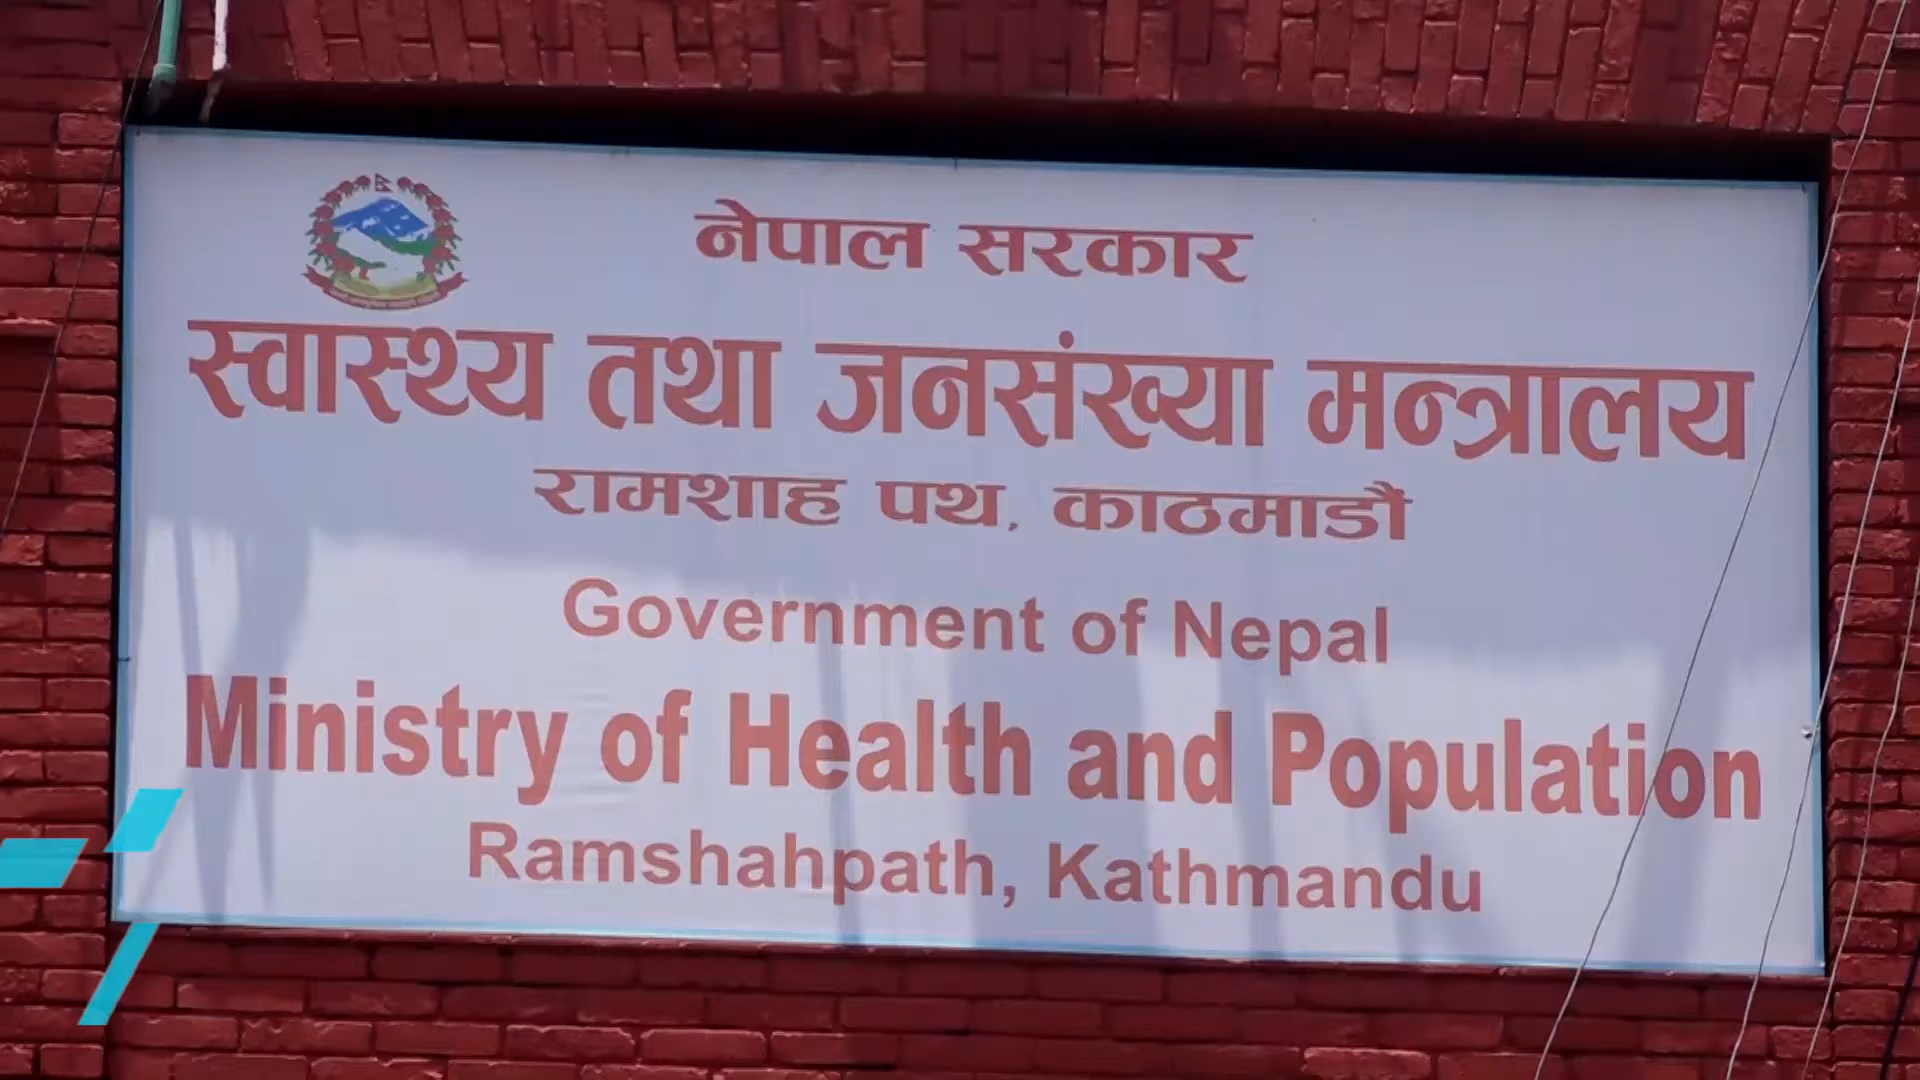 नेपाल सरकार
स्वास्थ्य तथा जनसंख्या मन्त्रालय
रामशाह पथ, काठमाडौं
Government of Nepal
Ministry of Health and Population
Ramshahpath, Kathmandu